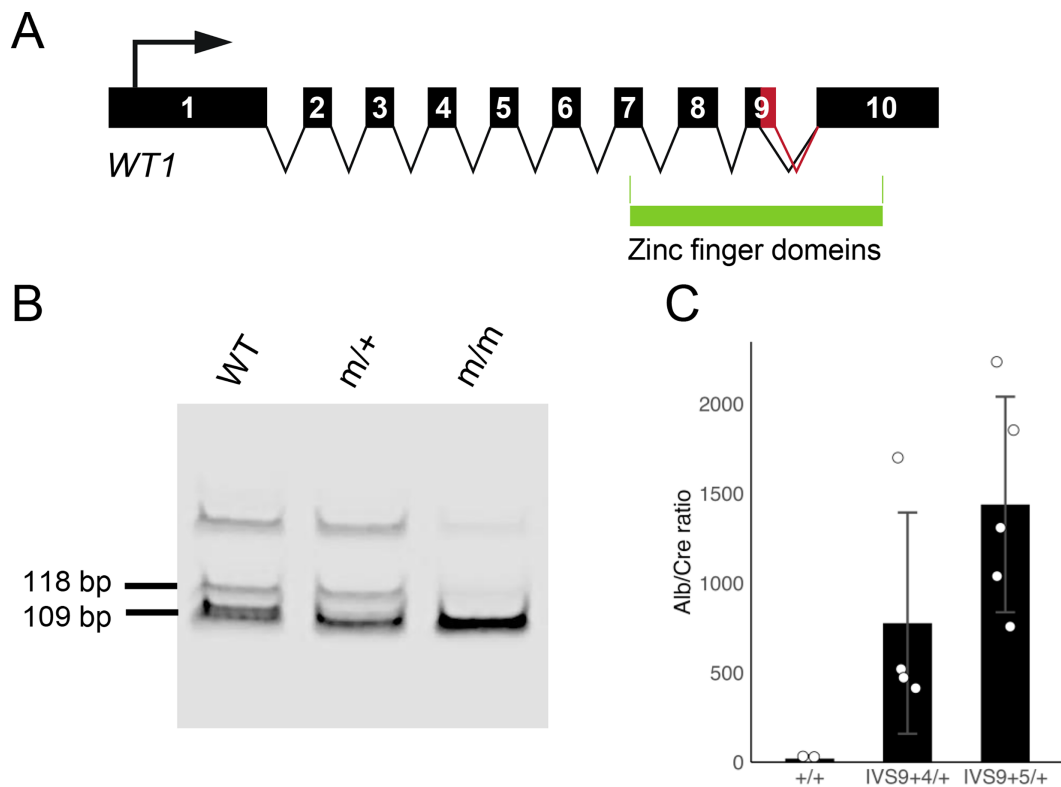 A
1 2 3 4 5 6 7 8 9 10
WT1
Zinc finger domeins
B
WT m/+ m/m
118 bp
109 bp
C
Alb/Cre ratio
2000
1500
1000
500
0
+/+ IVS9+4/+ IVS9+5/+